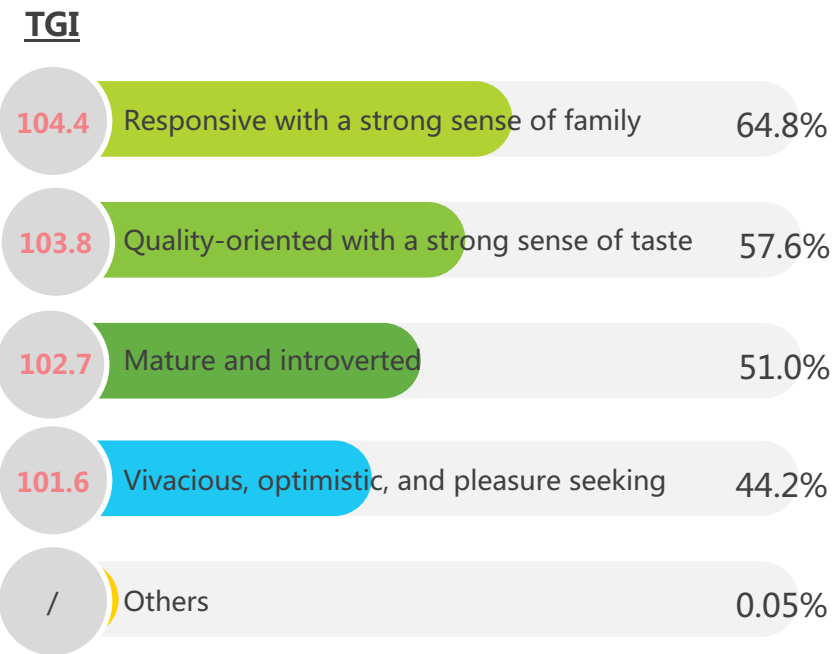 TGI
104.4 Responsive with a strong sense of family 64.8%
103.8 Quality-oriented with a strong sense of taste 57.6%
102.7 Mature and introverted 51.0%
101.6 Vivacious, optimistic, and pleasure seeking 44.2%
/ Others 0.05%